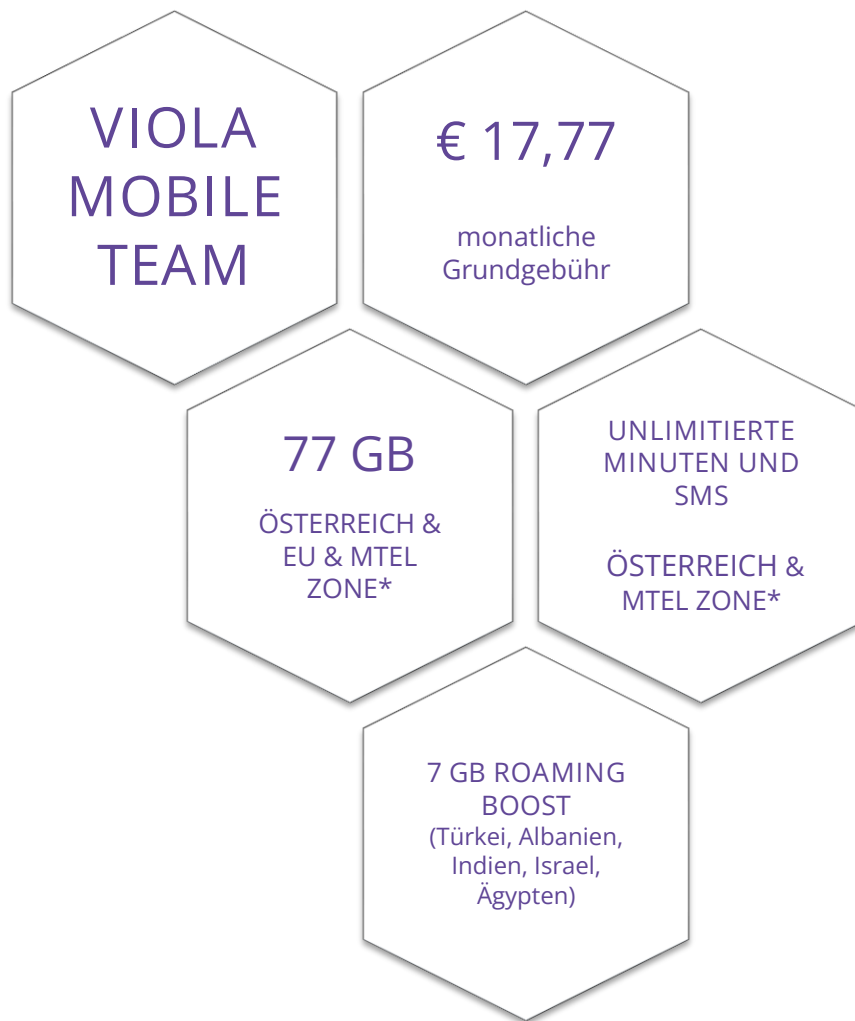 VIOLA
MOBILE
TEAM
€ 17,77
monatliche
Grundgebühr
77 GB
ÖSTERREICH &
EU & MTEL
ZONE*
UNLIMITIERTE
MINUTEN UND
SMS
ÖSTERREICH &
MTEL ZONE*
7 GB ROAMING
BOOST
(Türkei, Albanien,
Indien, Israel,
Ägypten)